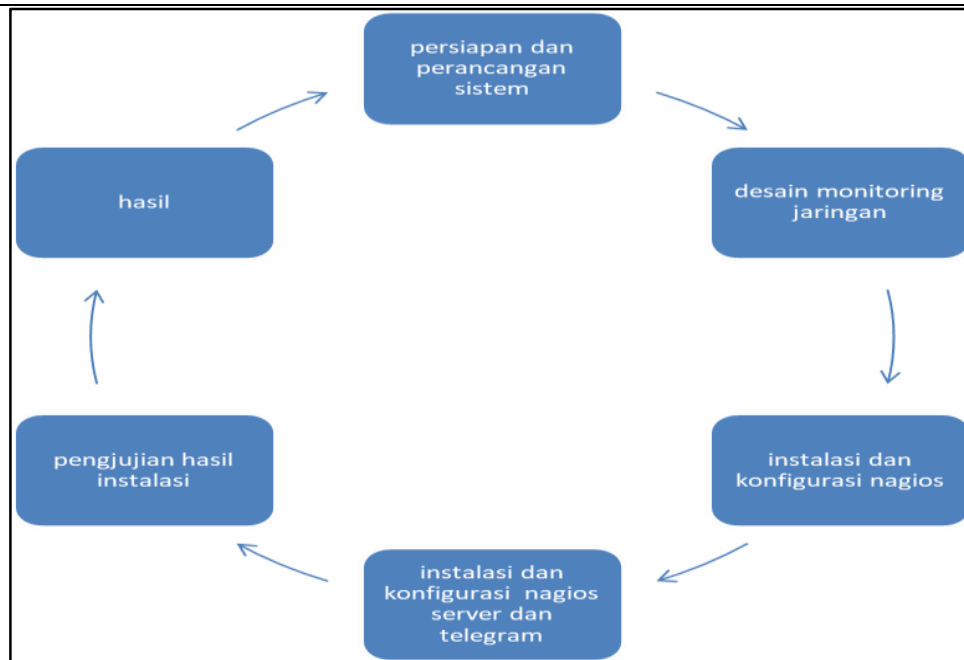 persiapan dan
perancangan
sistem
desain monitoring
jaringan
instalasi dan
konfigurasi nagios
instalasi dan
konfigurasi nagios
server dan
telegram
pengjujian hasil
instalasi
hasil